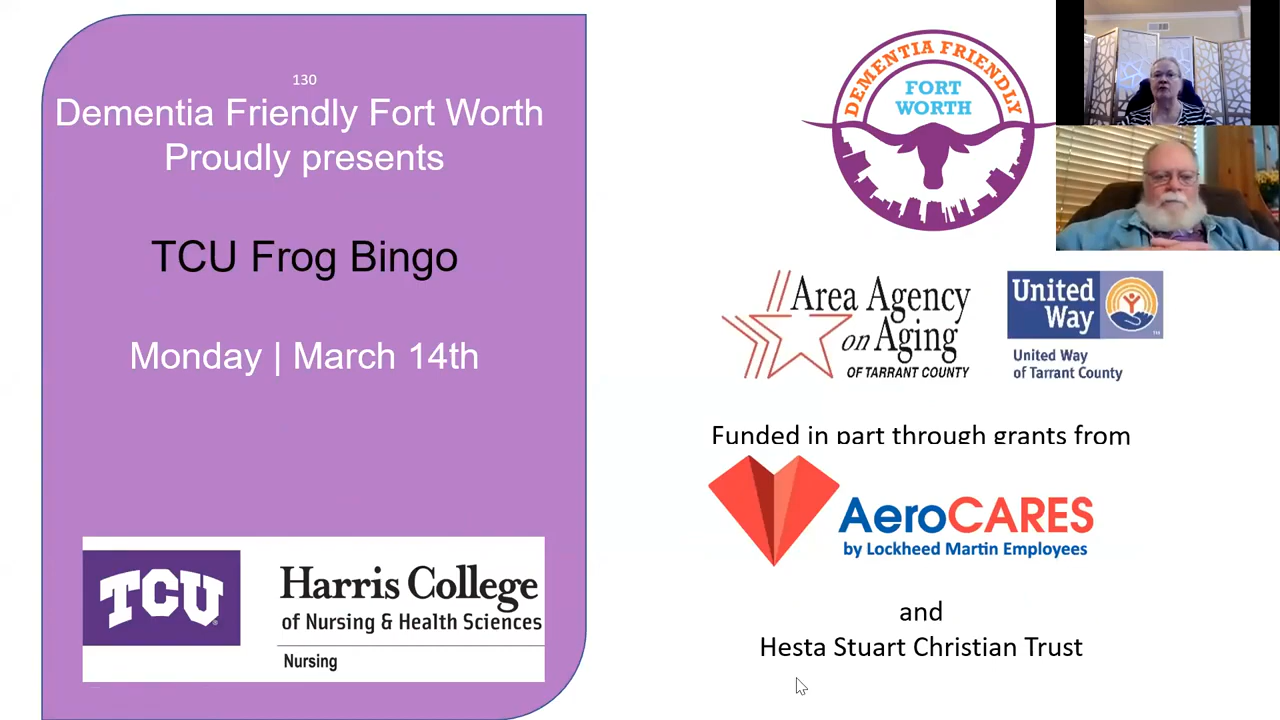 130
Dementia Friendly Fort Worth
Proudly presents
TCU Frog Bingo
Monday | March 14th
TCU
Harris College
of Nursing & Health Sciences
Nursing
DEMENTIA FRIENDLY
FORT
WORTH
Area Agency
on Aging
OF TARRANT COUNTY
United
Way
United Way
of Tarrant County
Funded in part through grants from
AeroCARES
by Lockheed Martin Employees
and
Hesta Stuart Christian Trust